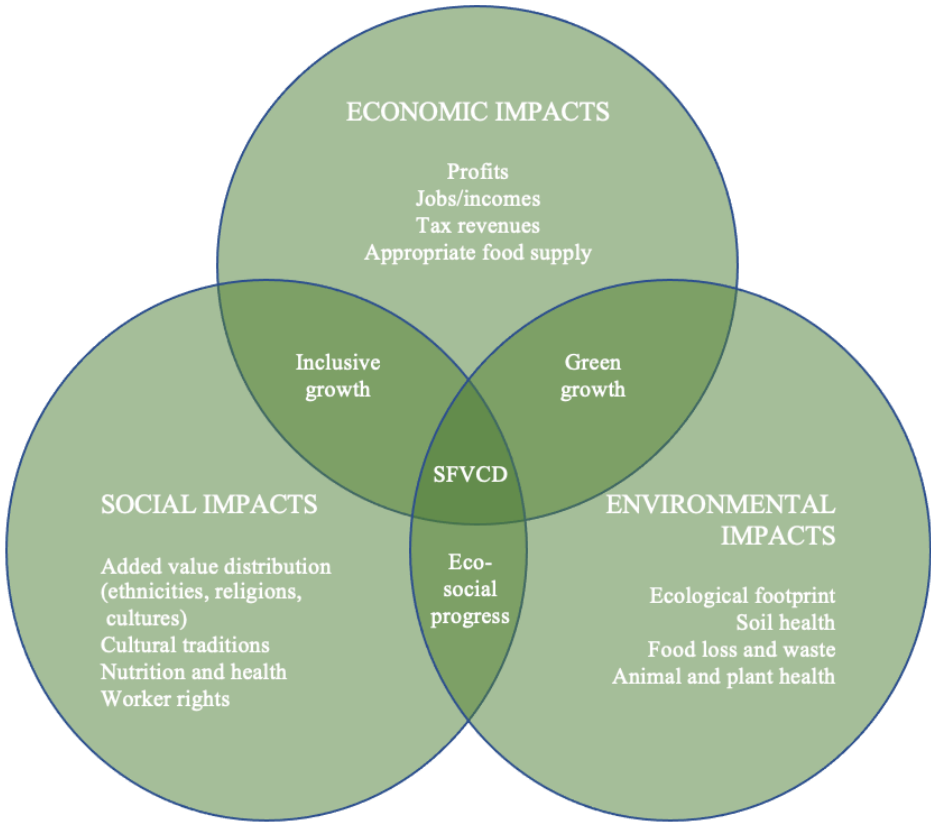 ECONOMIC IMPACTS
Profits
Jobs/incomes
Tax revenues
Appropriate food supply
Inclusive
growth
Green
growth
SFVCD
SOCIAL IMPACTS
Added value distribution
(ethnicities, religions,
cultures)
Cultural traditions
Nutrition and health
Worker rights
Eco-
social
progress
ENVIRONMENTAL
IMPACTS
Ecological footprint
Soil health
Food loss and waste
Animal and plant health